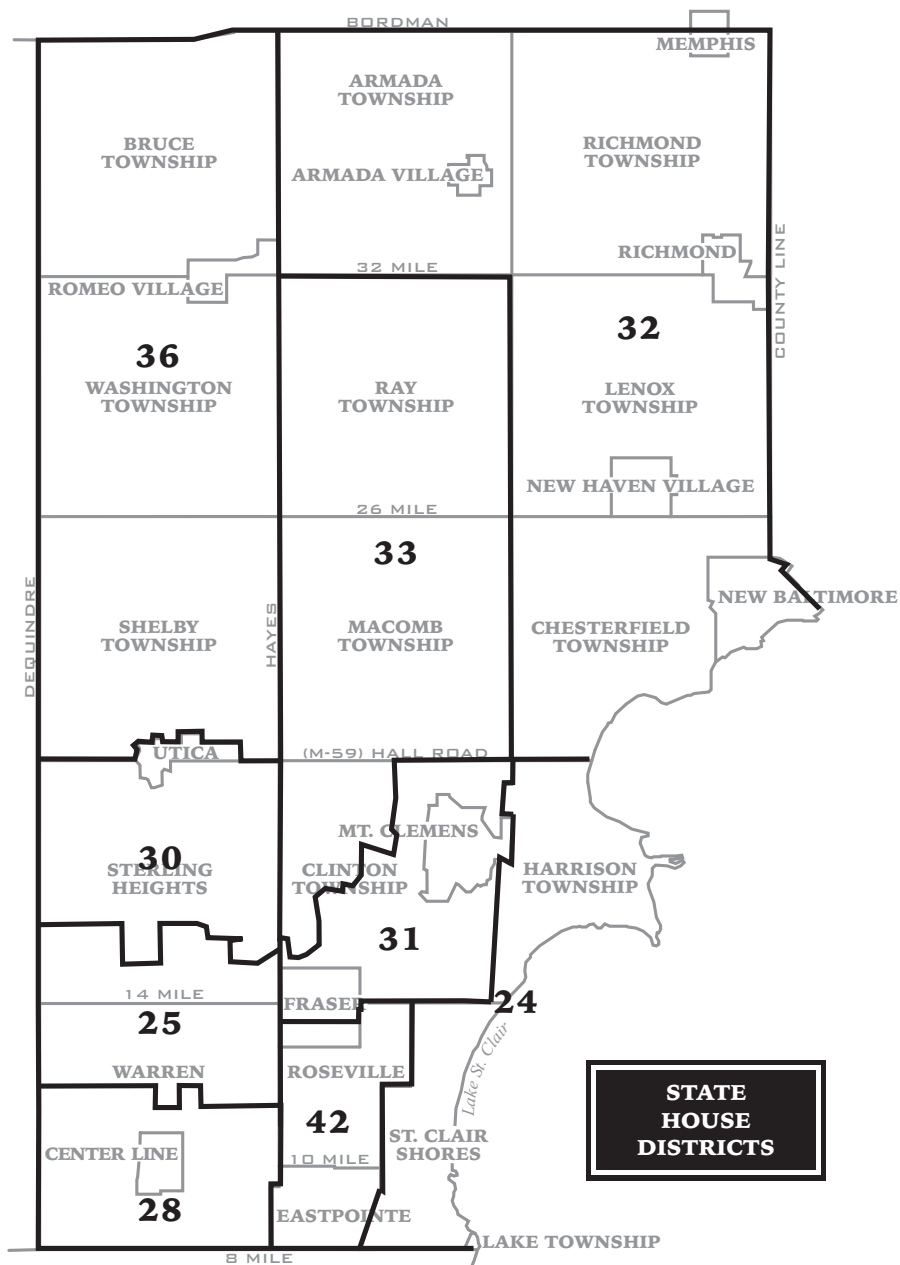 BORDMAN
MEMPHIS
ARMADA
TOWNSHIP
BRUCE
TOWNSHIP
RICHMOND
TOWNSHIP
ARMADA VILLAGE
RICHMOND
COUNTY LINE
32 MILE
ROMEO VILLAGE
32
36
WASHINGTON
TOWNSHIP
RAY
TOWNSHIP
LENOX
TOWNSHIP
NEW HAVEN VILLAGE
26 MILE
33
DEQUINDRE
HAYES
NEW BALTIMORE
SHELBY
TOWNSHIP
MACOMB
TOWNSHIP
CHESTERFIELD
TOWNSHIP
UTICA
(M-59) HALL ROAD
MT. CLEMENS
30
STERLING
HEIGHTS
CLINTON
TOWNSHIP
HARRISON
TOWNSHIP
31
14 MILE
FRASER
24
25
Lake St. Clair
WARREN
ROSEVILLE
STATE
HOUSE
DISTRICTS
42
ST. CLAIR
SHORES
CENTER LINE
10 MILE
28
EASTPOINTE
LAKE TOWNSHIP
8 MILE